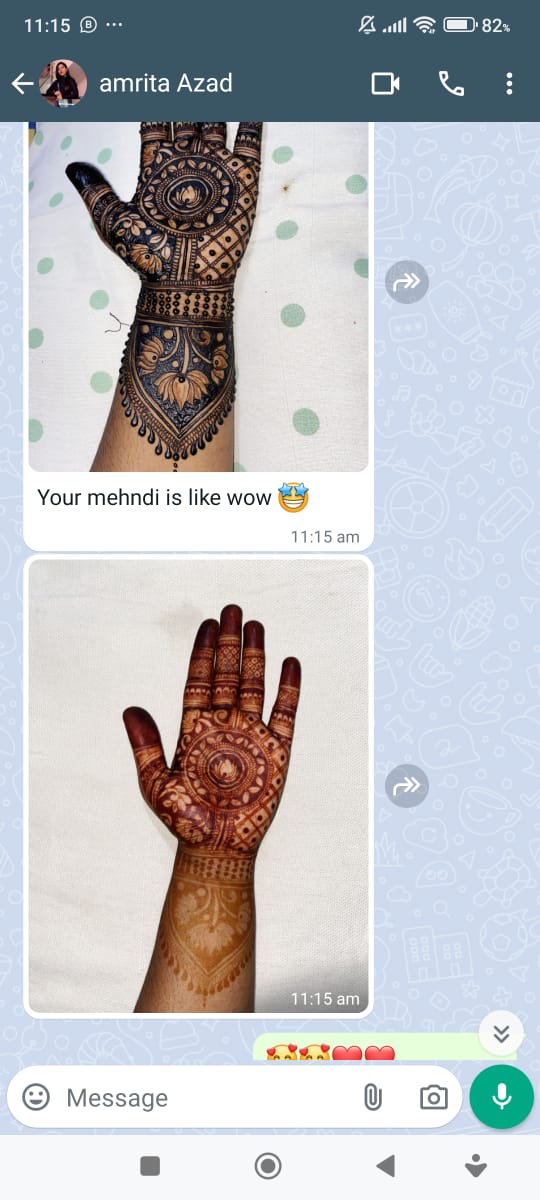 11:15 B ... 82%
amrita Azad
Your mehndi is like wow 🤩
11:15 am
11:15 am
🥰🥰❤️❤️
Message